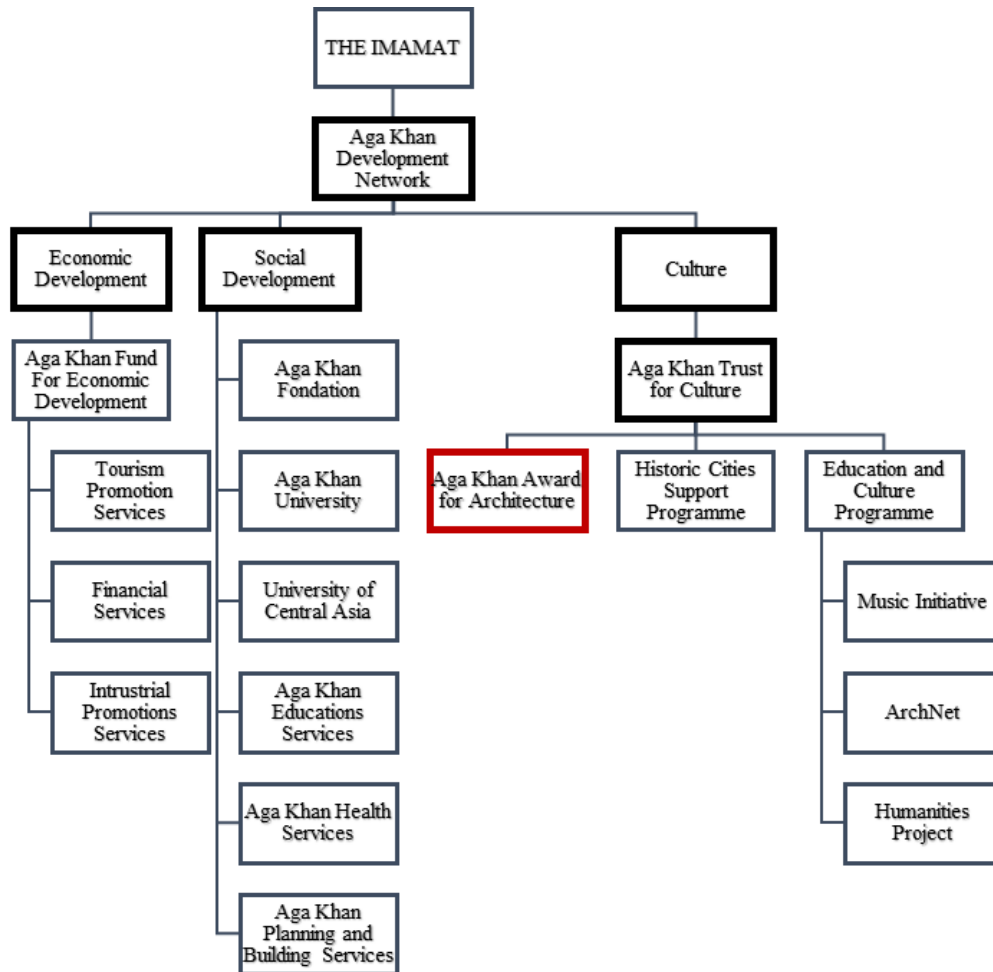 THE IMAMAT
Aga Khan
Development
Network
Economic
Development
Social
Development
Culture
Aga Khan Fund
For Economic
Development
Tourism
Promotion
Services
Financial
Services
Intrustrial
Promotions
Services
Aga Khan
Fondation
Aga Khan
University
University of
Central Asia
Aga Khan
Educations
Services
Aga Khan Health
Services
Aga Khan
Planning and
Building Services
Aga Khan Trust
for Culture
Aga Khan Award
for Architecture
Historic Cities
Support
Programme
Education and
Culture
Programme
Music Initiative
ArchNet
Humanities
Project